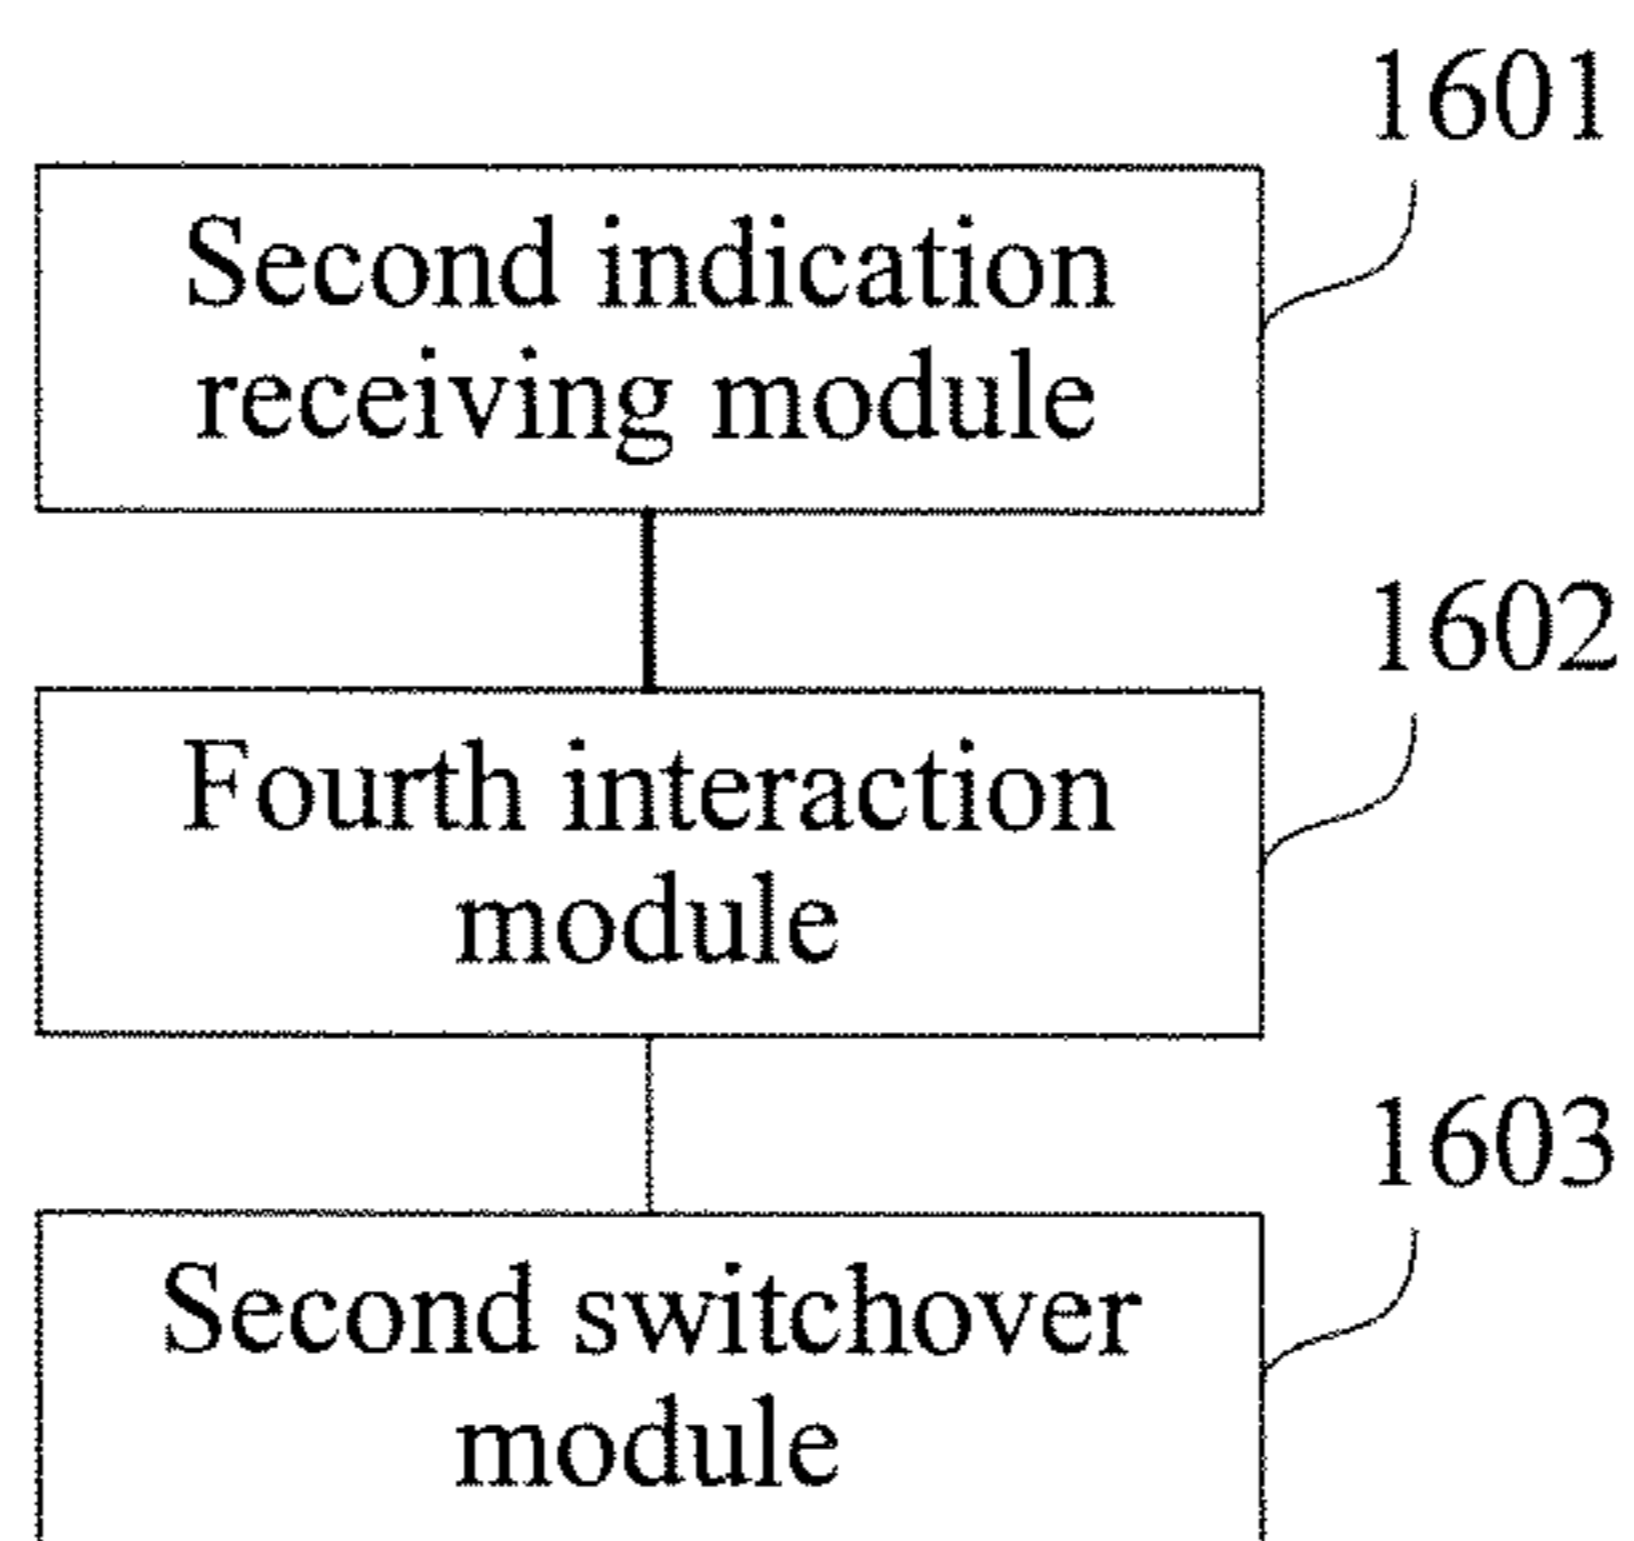 1601
Second indication
receiving module
1602
Fourth interaction
module
1603
Second switchover
module